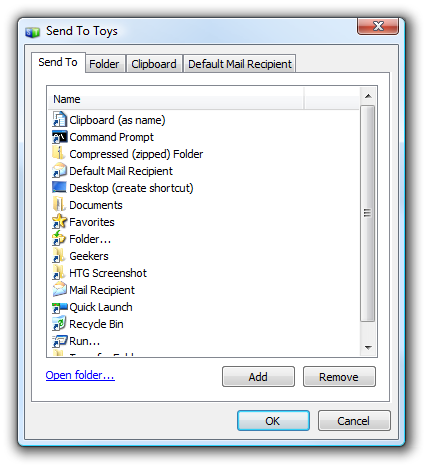 Send To Toys
Send To Folder Clipboard Default Mail Recipient
Name
Clipboard (as name)
Command Prompt
Compressed (zipped) Folder
Default Mail Recipient
Desktop (create shortcut)
Documents
Favorites
Folder...
Geekers
HTG Screenshot
Mail Recipient
Quick Launch
Recycle Bin
Run...
Open folder...
Add Remove
OK Cancel